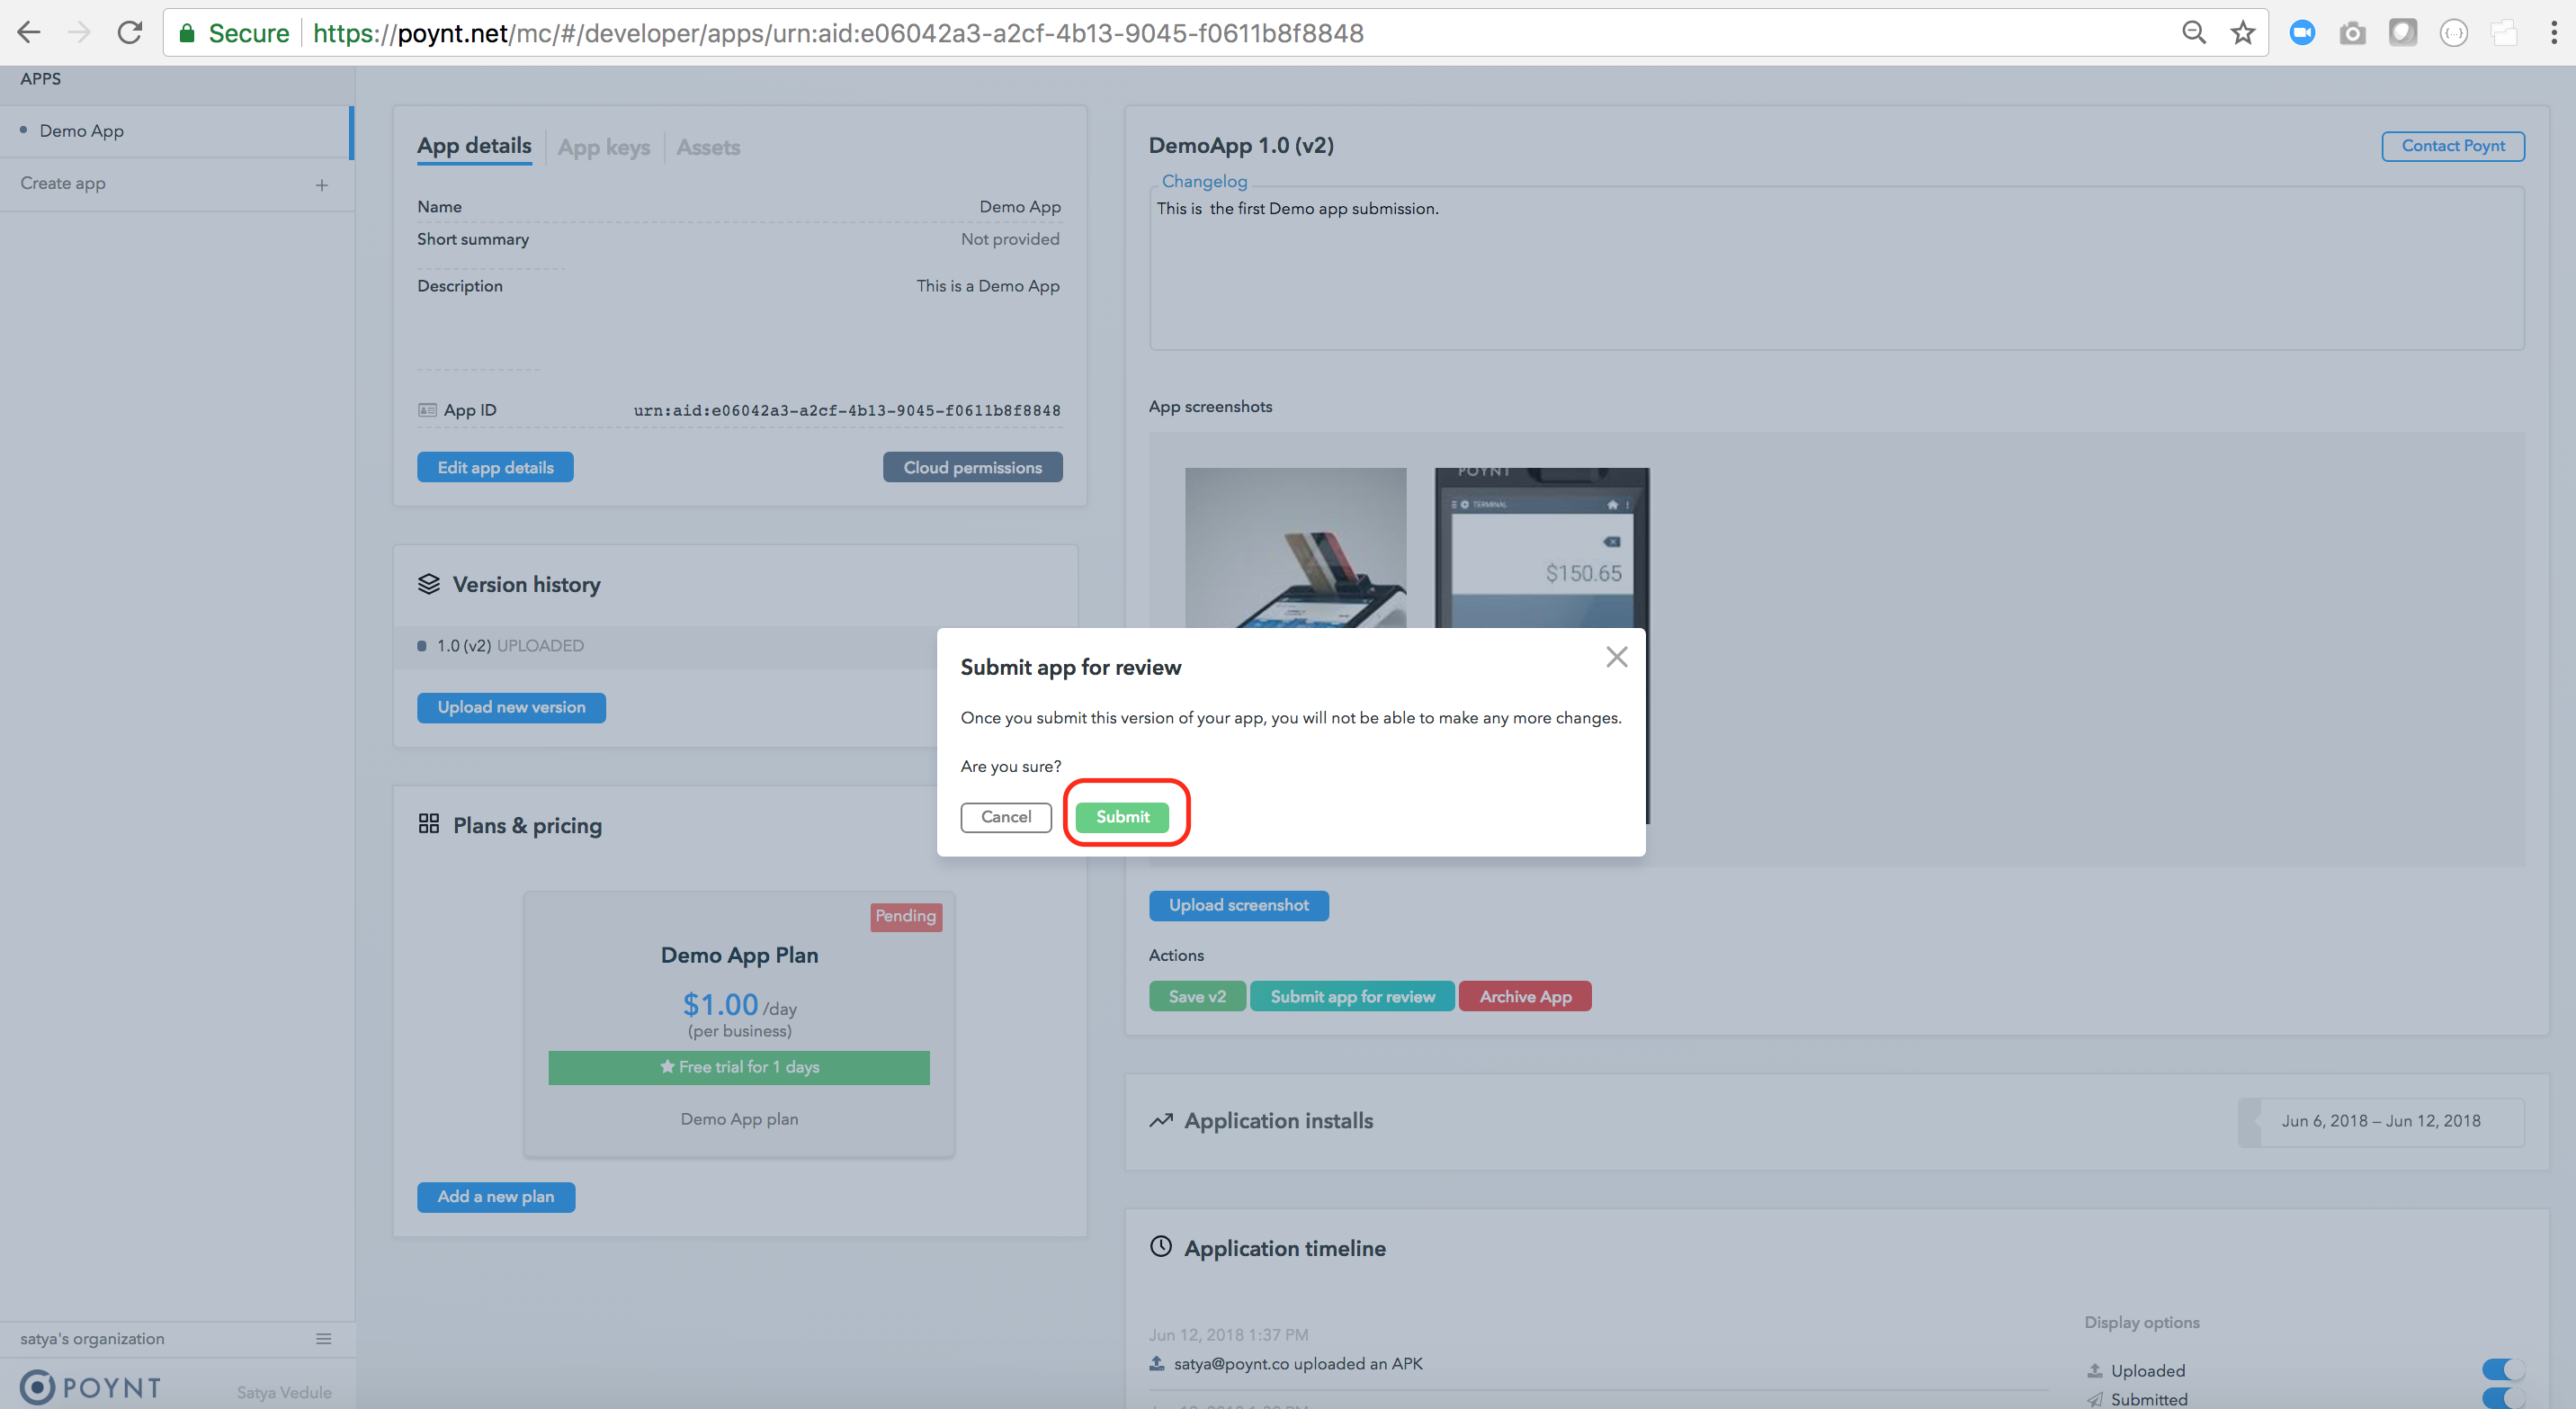 Secure https://poynt.net/mc/#/developer/apps/urn:aid:e06042a3-a2cf-4b13-9045-f0611b8f8848
APPS
Demo App
Create app +
satya's organization
POYNT
Satya Vedule
App details App keys Assets
Name Demo App
Short summary Not provided
Description This is a Demo App
App ID urn:aid:e06042a3-a2cf-4b13-9045-f0611b8f8848
Edit app details Cloud permissions
Version history
1.0 (v2) UPLOADED
Upload new version
Plans & pricing
Pending
Demo App Plan
$1.00 /day
(per business)
Free trial for 1 days
Demo App plan
Add a new plan
DemoApp 1.0 (v2) Contact Poynt
Changelog
This is the first Demo app submission.
App screenshots
POYNT
TERMINAL
$150.65
Submit app for review
Once you submit this version of your app, you will not be able to make any more changes.
Are you sure?
Cancel Submit
Upload screenshot
Actions
Save v2 Submit app for review Archive App
Application installs Jun 6, 2018 – Jun 12, 2018
Application timeline
Display options
Jun 12, 2018 1:37 PM
satya@poynt.co uploaded an APK
Uploaded
Submitted